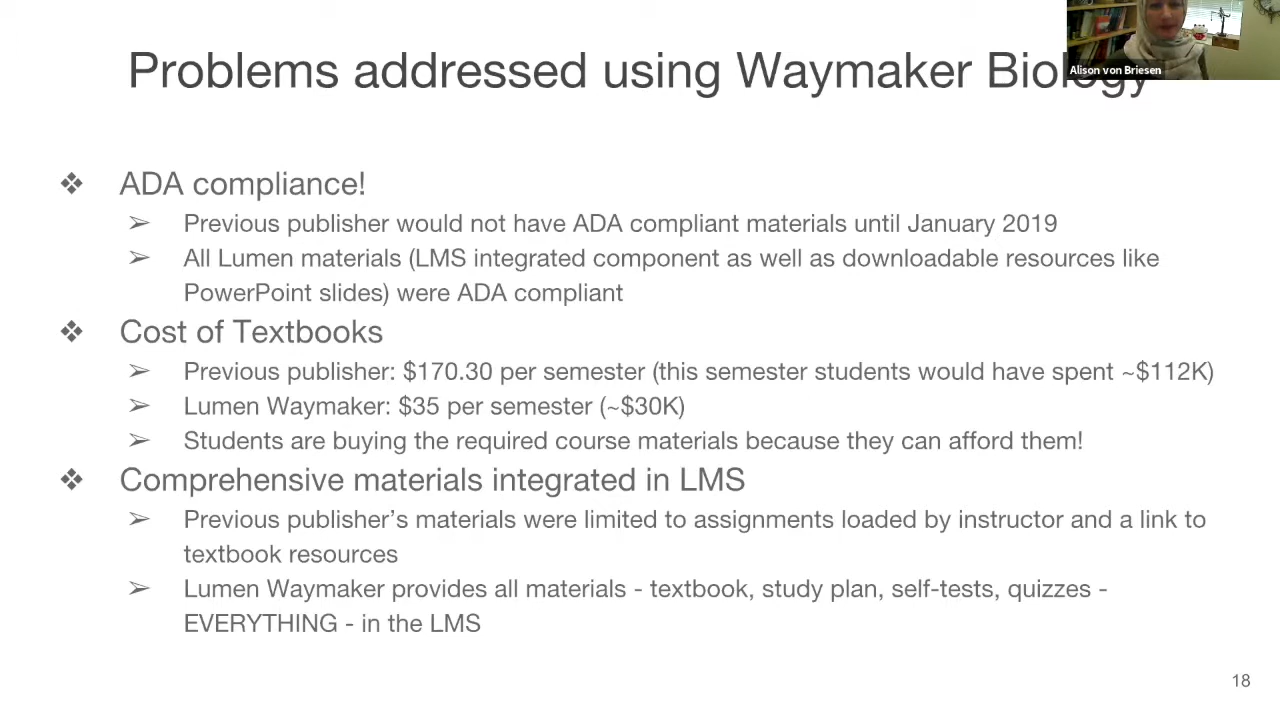 Problems addressed using Waymaker Biology
Alison von Briesen
❖ ADA compliance!
➢ Previous publisher would not have ADA compliant materials until January 2019
➢ All Lumen materials (LMS integrated component as well as downloadable resources like
PowerPoint slides) were ADA compliant
❖ Cost of Textbooks
➢ Previous publisher: $170.30 per semester (this semester students would have spent ~$112K)
➢ Lumen Waymaker: $35 per semester (~$30K)
➢ Students are buying the required course materials because they can afford them!
❖ Comprehensive materials integrated in LMS
➢ Previous publisher’s materials were limited to assignments loaded by instructor and a link to
textbook resources
➢ Lumen Waymaker provides all materials - textbook, study plan, self-tests, quizzes -
EVERYTHING - in the LMS
18